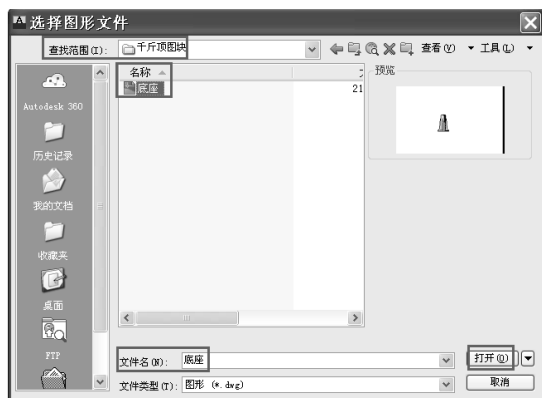 选择图形文件
查找范围(I): 千斤顶图块 查看(V) 工具(L)
名称 预览
底座 21
Autodesk 360
历史记录
我的文档
收藏夹
桌面
FTP
文件名(N): 底座 打开(O)
文件类型(T): 图形 (*.dwg) 取消